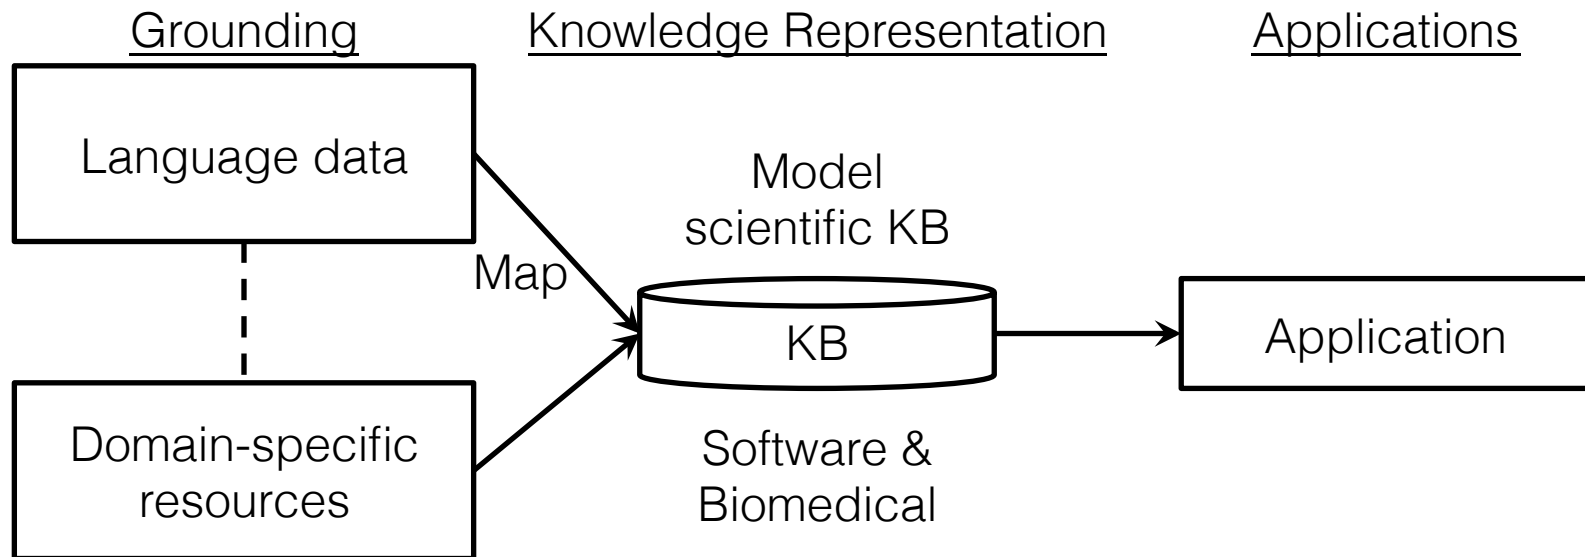 Grounding
Knowledge Representation
Applications
Language data
Model
scientific KB
Map
KB
Application
Domain-specific
resources
Software &
Biomedical